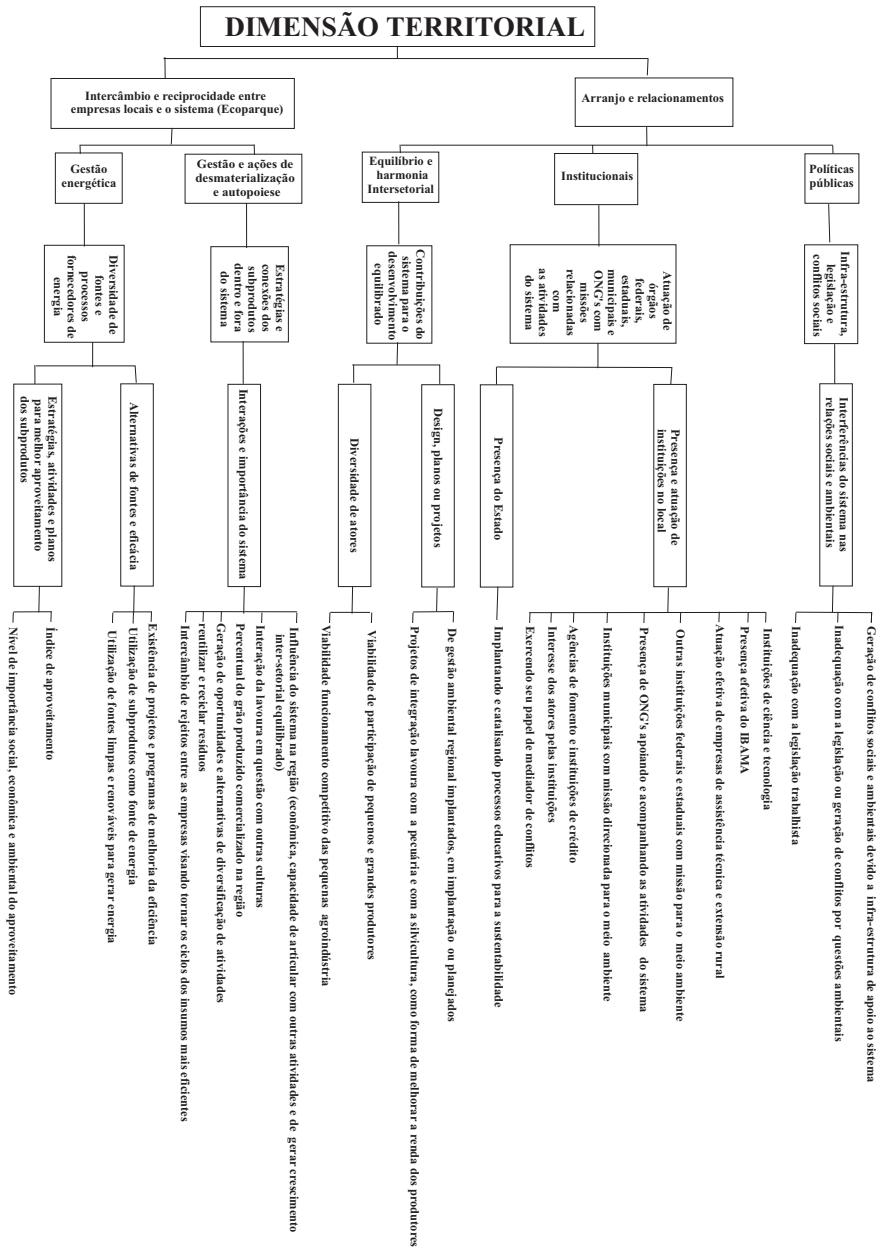 DIMENSÃO TERRITORIAL
Intercâmbio e reciprocidade entre
empresas locais e o sistema (Ecoparque)
Arranjo e relacionamentos
Gestão
energética
Gestão e ações de
desmaterialização
e autopoiese
Equilíbrio e
harmonia
Intersetorial
Institucionais
Políticas
públicas
Diversidade de
fontes e
processos
fornecedores de
energia
Estratégias e
conexões dos
subprodutos
dentro e fora
do sistema
Contribuições do
sistema para o
desenvolvimento
equilibrado
Atuação de
órgãos
federais,
estaduais,
municipais e
ONG's com
missões
relacionadas
com
as atividades
do sistema
Infra-estrutura,
legislação e
conflitos sociais
Estratégias, atividades e planos
para melhor aproveitamento
dos subprodutos
Alternativas de fontes e eficácia
Interações e importância do sistema
Diversidade de atores
Design, planos ou projetos
Presença do Estado
Presença e atuação de
instituições no local
Interferências do sistema nas
relações sociais e ambientais
Nível de importância social, econômica e ambiental do aproveitamento
Índice de aproveitamento
Utilização de fontes limpas e renováveis para gerar energia
Utilização de subprodutos como fonte de energia
Existência de projetos e programas de melhoria da eficiência
Intercâmbio de rejeitos entre as empresas visando tornar os ciclos dos insumos mais eficientes
reutilizar e reciclar resíduos
Geração de oportunidades e alternativas de diversificação de atividades
Percentual do grão produzido comercializado na região
Interação da lavoura em questão com outras culturas
Influência do sistema na região (econômica, capacidade de articular com outras atividades e de gerar crescimento
inter-setorial equilibrado)
Viabilidade funcionamento competitivo das pequenas agroindústria
Viabilidade de participação de pequenos e grandes produtores
Projetos de integração lavoura com a pecuária e com a silvicultura, como forma de melhorar a renda dos produtores
De gestão ambiental regional implantados, em implantação ou planejados
Implantando e catalisando processos educativos para a sustentabilidade
Exercendo seu papel de mediador de conflitos
Interesse dos atores pelas instituições
Agências de fomento e instituições de crédito
Instituições municipais com missão direcionada para o meio ambiente
Presença de ONG's apoiando e acompanhando as atividades do sistema
Outras instituições federais e estaduais com missão para o meio ambiente
Atuação efetiva de empresas de assistência técnica e extensão rural
Presença efetiva do IBAMA
Instituições de ciência e tecnologia
Inadequação com a legislação trabalhista
Inadequação com a legislação ou geração de conflitos por questões ambientais
Geração de conflitos sociais e ambientais devido a infra-estrutura de apoio ao sistema